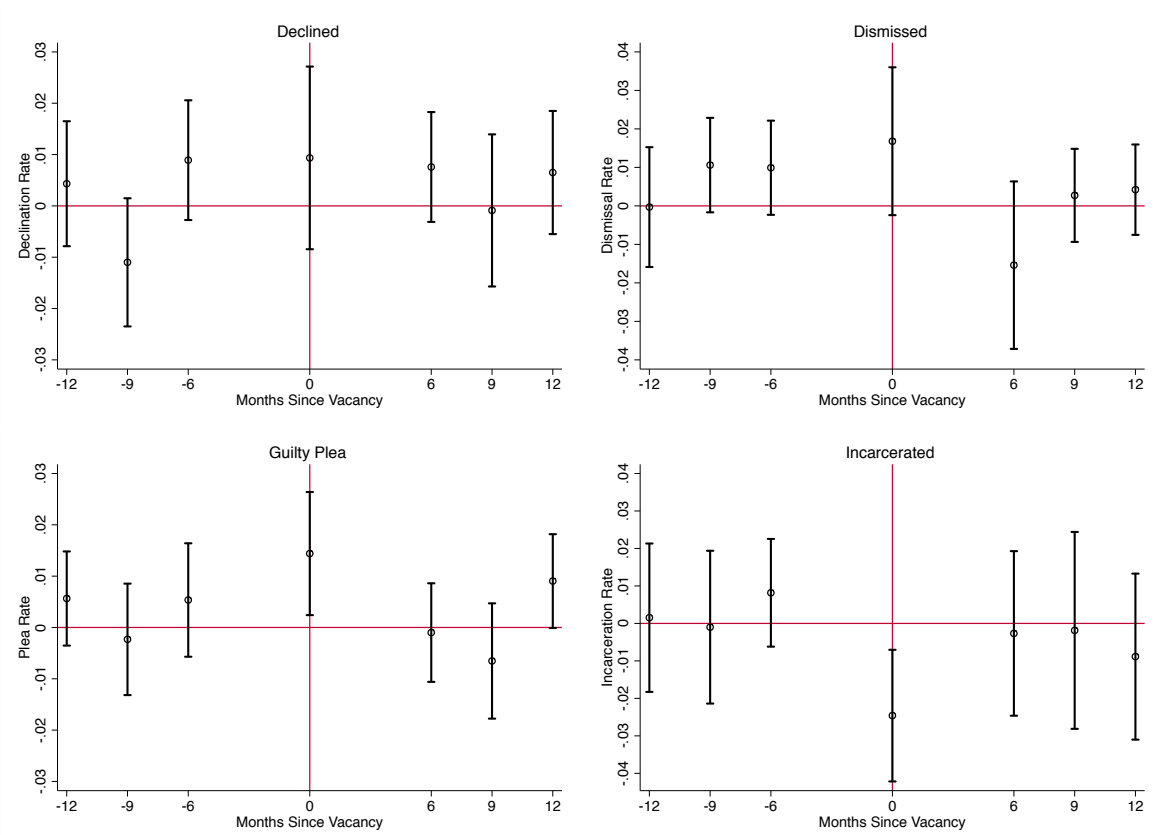 Declined
Declination Rate
.03
.02
.01
0
-.01
-.02
-.03
-12 -9 -6 0 6 9 12
Months Since Vacancy
Dismissed
Dismissal Rate
.04
.03
.02
.01
0
-.01
-.02
-.03
-.04
-12 -9 -6 0 6 9 12
Months Since Vacancy
Guilty Plea
Plea Rate
.03
.02
.01
0
-.01
-.02
-.03
-12 -9 -6 0 6 9 12
Months Since Vacancy
Incarcerated
Incarceration Rate
.04
.03
.02
.01
0
-.01
-.02
-.03
-.04
-12 -9 -6 0 6 9 12
Months Since Vacancy